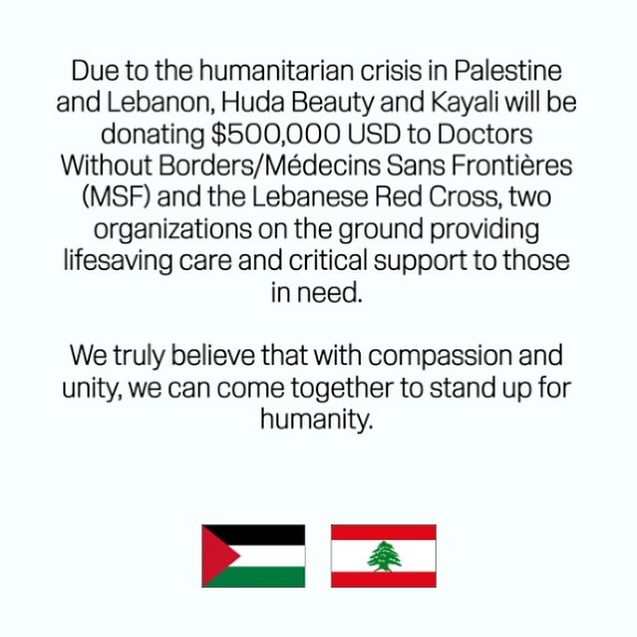 Due to the humanitarian crisis in Palestine
and Lebanon, Huda Beauty and Kayali will be
donating $500,000 USD to Doctors
Without Borders/Médecins Sans Frontières
(MSF) and the Lebanese Red Cross, two
organizations on the ground providing
lifesaving care and critical support to those
in need.
We truly believe that with compassion and
unity, we can come together to stand up for
humanity.